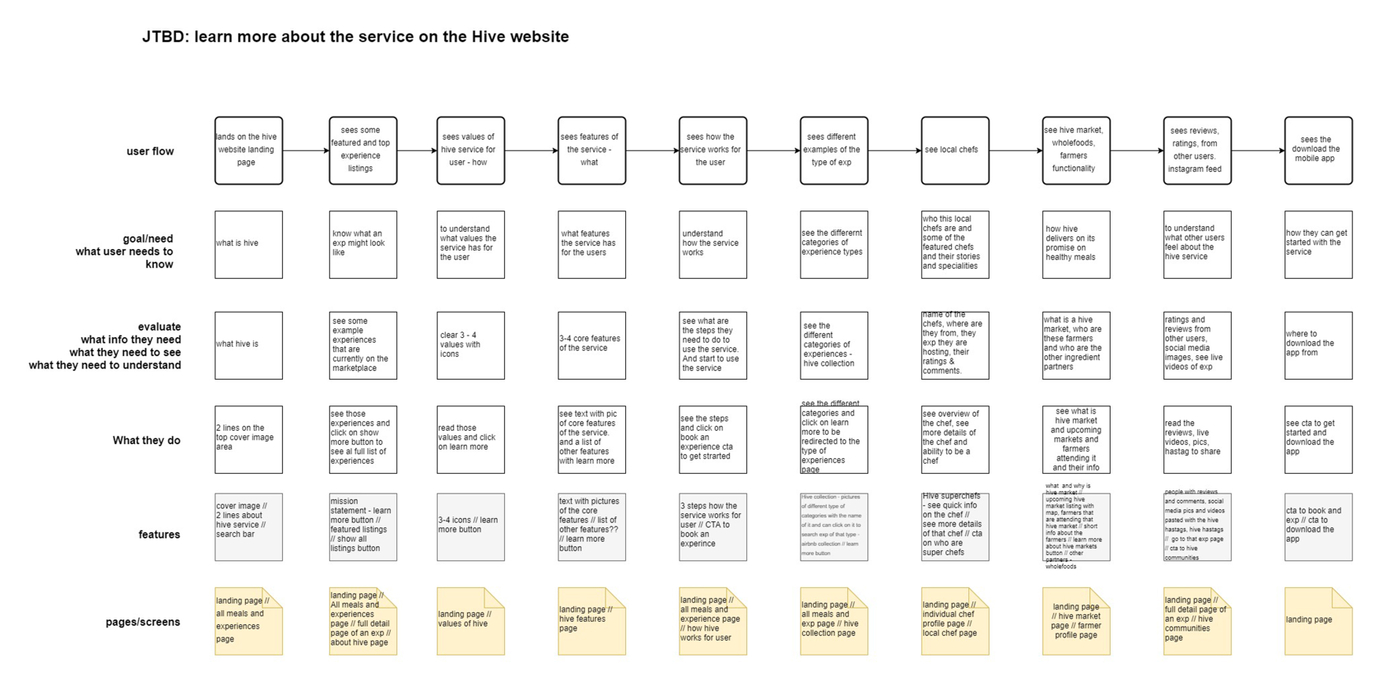 JTBD: learn more about the service on the Hive website
user flow
lands on the hive
website landing
page
sees some
featured and top
experience
listings
sees values of
hive service for
user - how
sees features of
the service -
what
sees how the
service works for
the user
sees different
examples of the
type of exp
see local chefs
see hive market,
wholefoods,
farmers
functionality
sees reviews,
ratings, from
other users.
instagram feed
sees the
download the
mobile app
goal/need
what user needs to
know
what is hive
know what an
exp might look
like
to understand
what values the
service has for
the user
what features
the service has
for the users
understand
how the service
works
see the differernt
categories of
experience types
who this local
chefs are and
some of the
featured chefs
and their stories
and specialities
how hive
delivers on its
promise on
healthy meals
to understand
what other users
feel about the
hive service
how they can get
started with the
service
evaluate
what info they need
what they need to see
what they need to understand
what hive is
see some
example
experiences
that are
currently on the
marketplace
clear 3 - 4
values with
icons
3-4 core features
of the service
see what are
the steps they
need to do to
use the service.
And start to use
the service
see the
different
categories of
experiences -
hive collection
name of the
chefs, where are
they from, they
exp they are
hosting, their
ratings &
comments.
what is a hive
market, who are
these farmers
and who are the
other ingredient
partners
ratings and
reviews from
other users,
social media
images, see live
videos of exp
where to
download the
app from
What they do
2 lines on the
top cover image
area
see those
experiences and
click on show
more button to
see al full list of
experiences
read those
values and click
on learn more
see text with pic
of core features
of the service.
and a list of
other features
with learn more
see the steps
and click on
book an
experience cta
to get strarted
see the different
categories and
click on learn
more to be
redirected to the
type of
experiences
page
see overview of
the chef, see
more details of
the chef and
ability to be a
chef
see what is
hive market
and upcoming
markets and
farmers
attending it
and their info
read the
reviews, live
videos, pics,
hastag to share
see cta to get
started and
download the
app
features
cover image //
2 lines about
hive service //
search bar
mission
statement - learn
more button //
featured listings
// show all
listings button
3-4 icons // learn
more button
text with pictures
of the core
features // list of
other features??
// learn more
button
3 steps how the
service works for
user // CTA to
book an
experince
Hive collection - pictures
of different type of
categories with the name
of it and can click on it to
search exp of that type -
airbnb collection // learn
more button
Hive superchefs
- see quick info
on the chef //
see more details
of that chef // cta
on who are
super chefs
what and why is
hive market //
upcoming hive
market listing with
map, farmers that
are attending that
hive market // short
info about the
farmers // learn more
about hive markets
button // other
partners -
wholefoods
people with reviews
and comments, social
media pics and videos
pasted with the hive
hastags, hive hashtags
// go to that exp page
// cta to hive
communities
cta to book and
exp // cta to
download the
app
pages/screens
landing page //
all meals and
experiences
page
landing page //
All meals and
experiences
page // full detail
page of an exp //
about hive page
landing page //
values of hive
landing page //
hive features
page
landing page //
all meals and
experience page
// how hive
works for user
landing page //
all meals and
exp page // hive
collection page
landing page //
individual chef
profile page //
local chef page
landing page
// hive market
page // farmer
profile page
landing page //
full detail page of
an exp // hive
communities
page
landing page